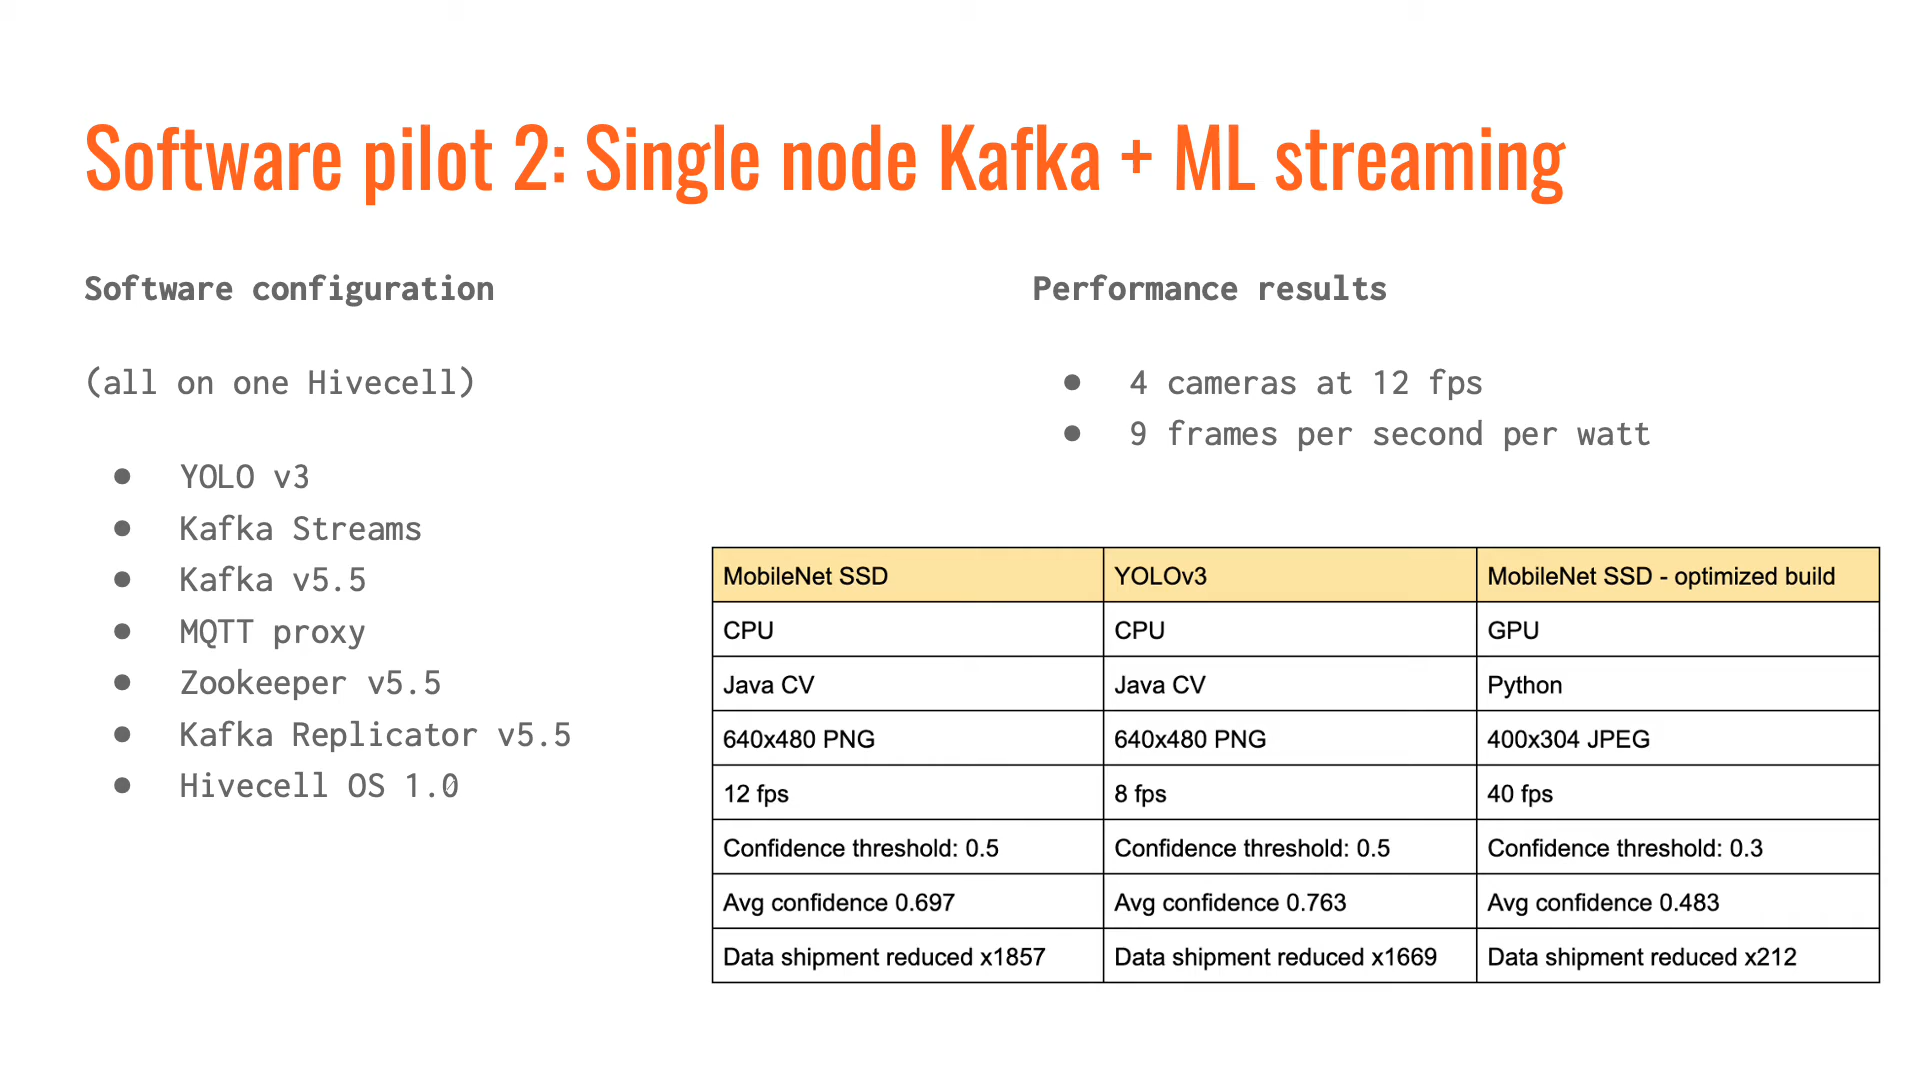 Software pilot 2: Single node Kafka + ML streaming
Software configuration
(all on one Hivecell)
● YOLO v3
● Kafka Streams
● Kafka v5.5
● MQTT proxy
● Zookeeper v5.5
● Kafka Replicator v5.5
● Hivecell OS 1.0
Performance results
● 4 cameras at 12 fps
● 9 frames per second per watt
MobileNet SSD YOLOv3 MobileNet SSD - optimized build
CPU CPU GPU
Java CV Java CV Python
640x480 PNG 640x480 PNG 400x304 JPEG
12 fps 8 fps 40 fps
Confidence threshold: 0.5 Confidence threshold: 0.5 Confidence threshold: 0.3
Avg confidence 0.697 Avg confidence 0.763 Avg confidence 0.483
Data shipment reduced x1857 Data shipment reduced x1669 Data shipment reduced x212